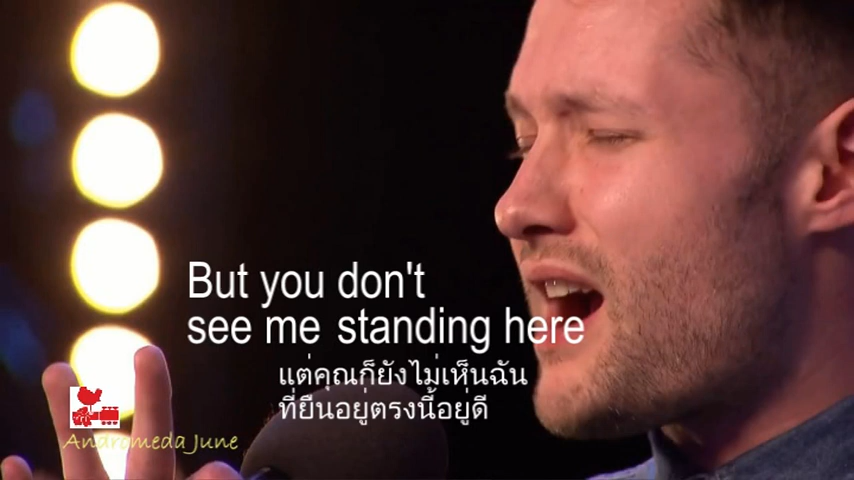 But you don't
see me standing here
แต่คุณก็ยังไม่เห็นฉัน
ที่ยืนอยู่ตรงนี้อยู่ดี
Andromeda June